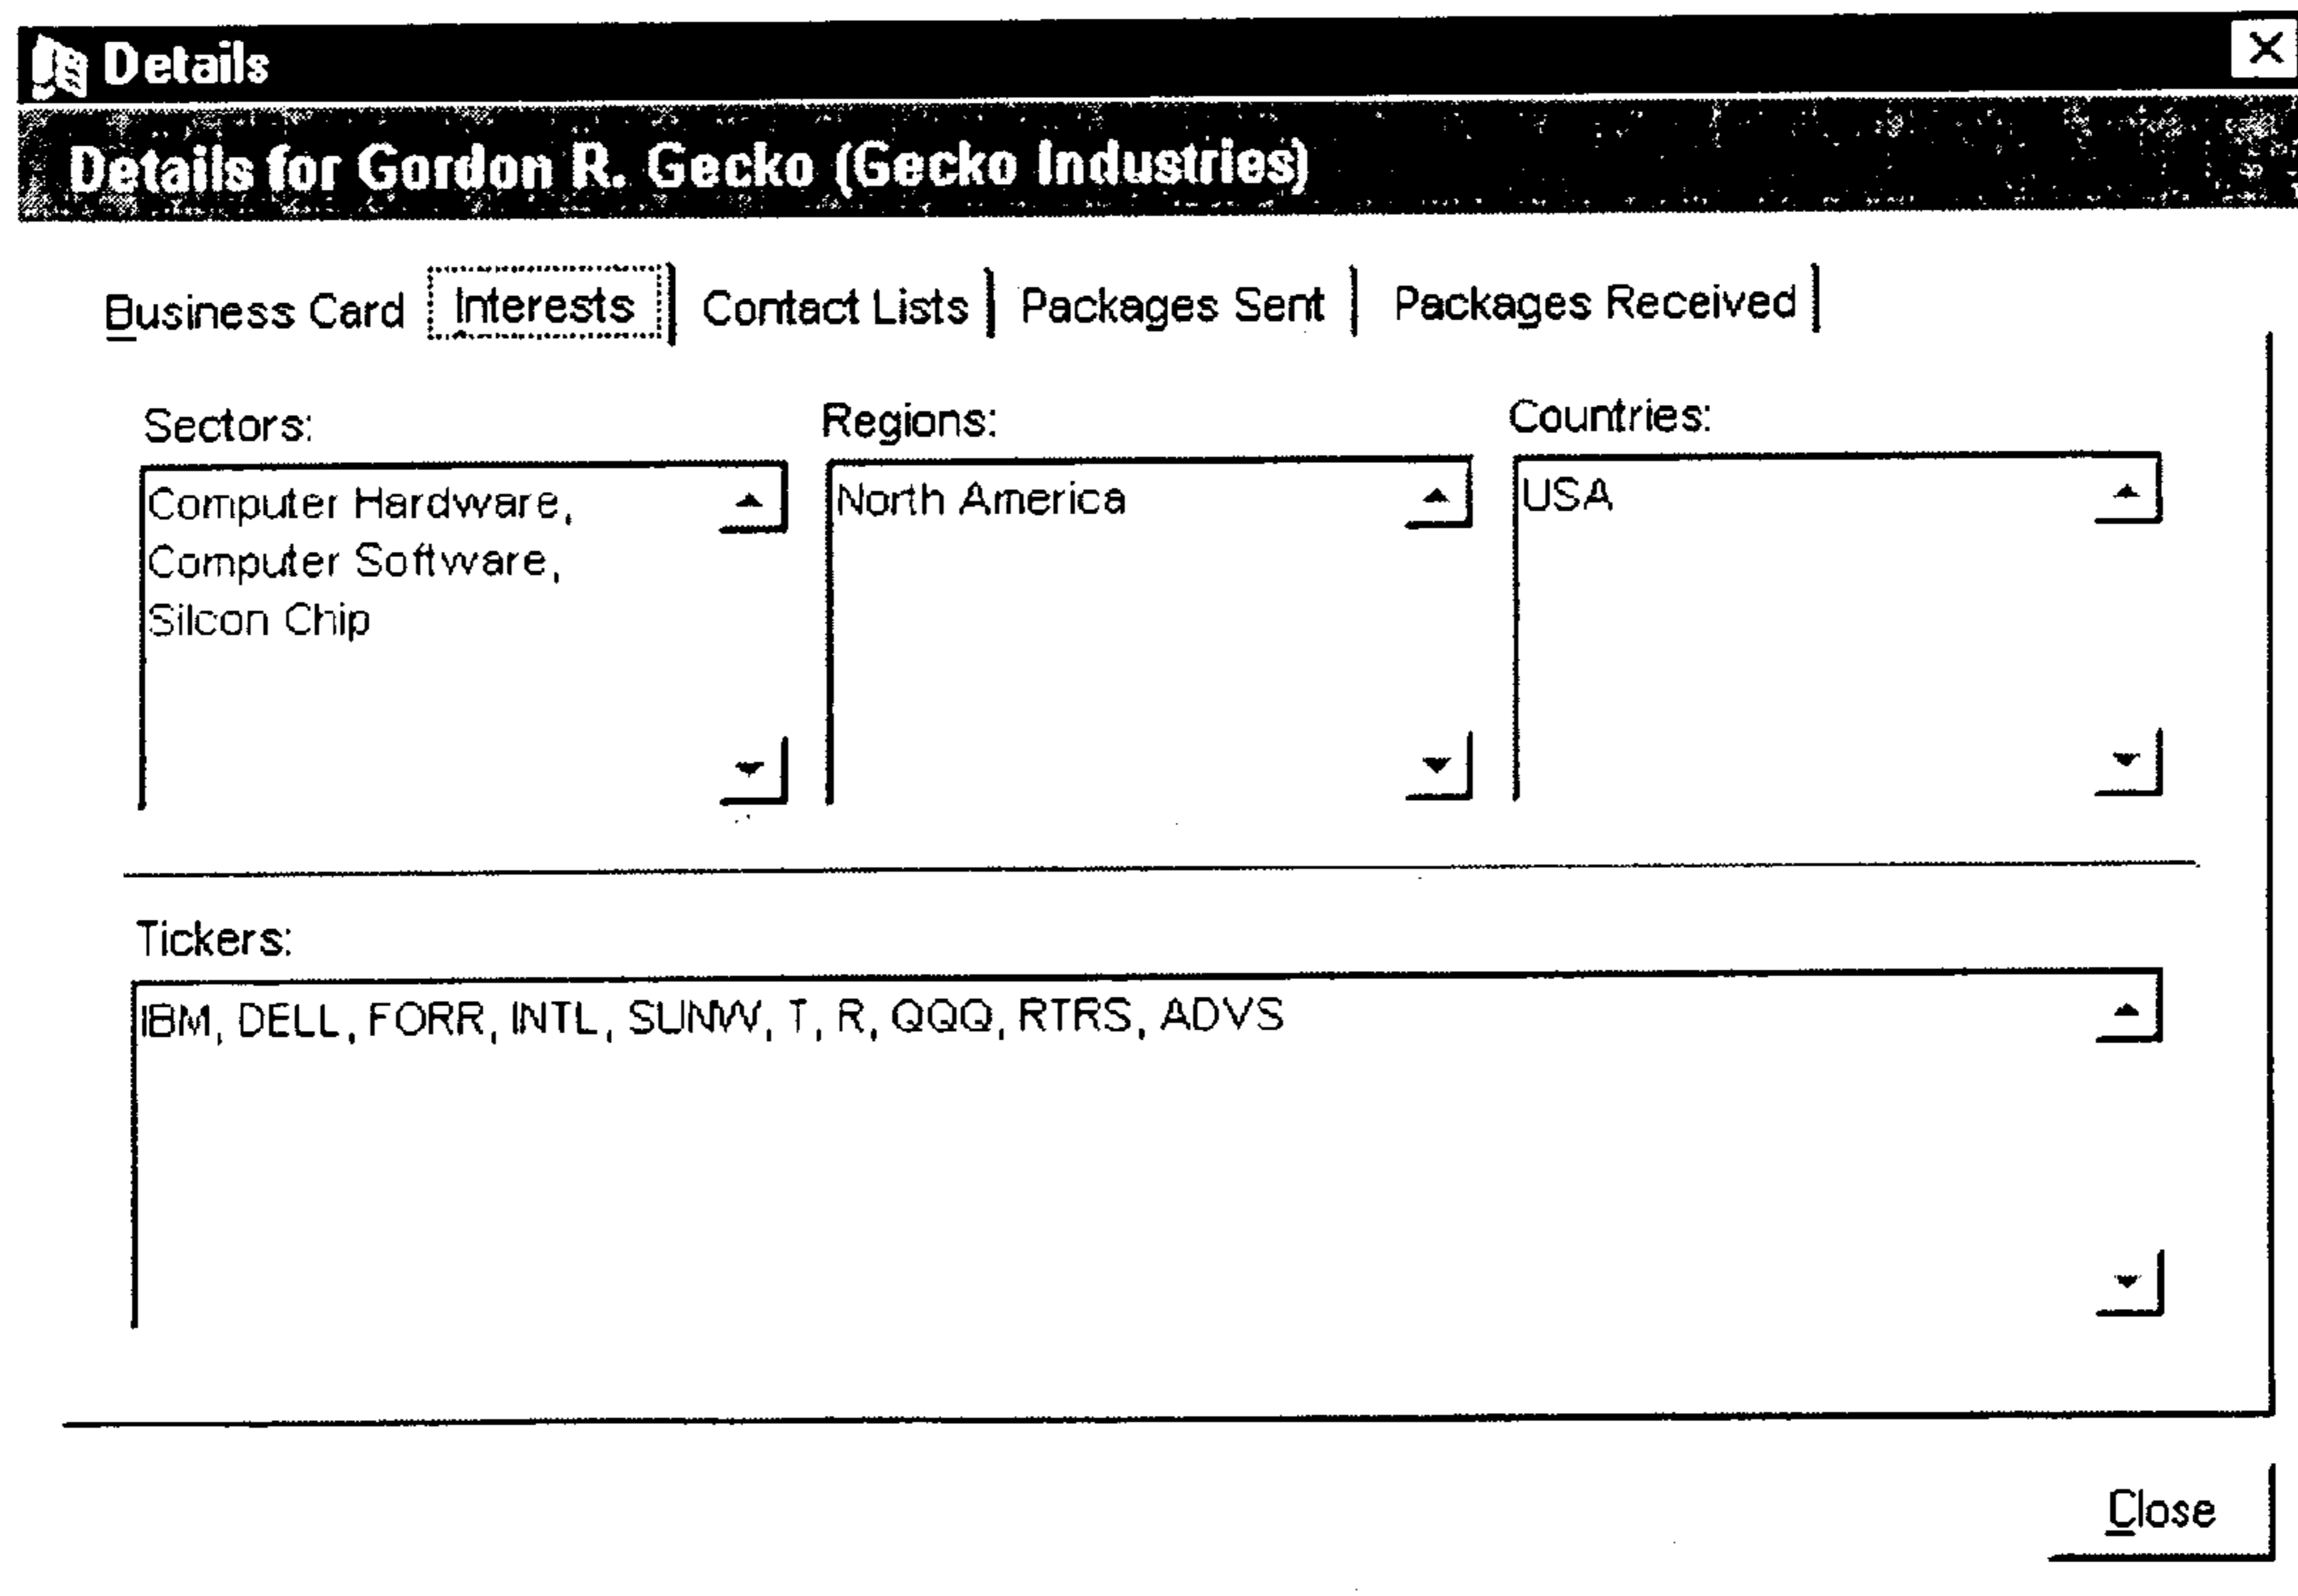 Details
Details for Gordon R. Gecko (Gecko Industries)
Business Card Interests Contact Lists Packages Sent Packages Received
Sectors: Regions: Countries:
Computer Hardware, North America USA
Computer Software,
Silcon Chip
Tickers:
IBM, DELL, FORR, INTL, SUNW, T, R, QQQ, RTRS, ADVS
Close